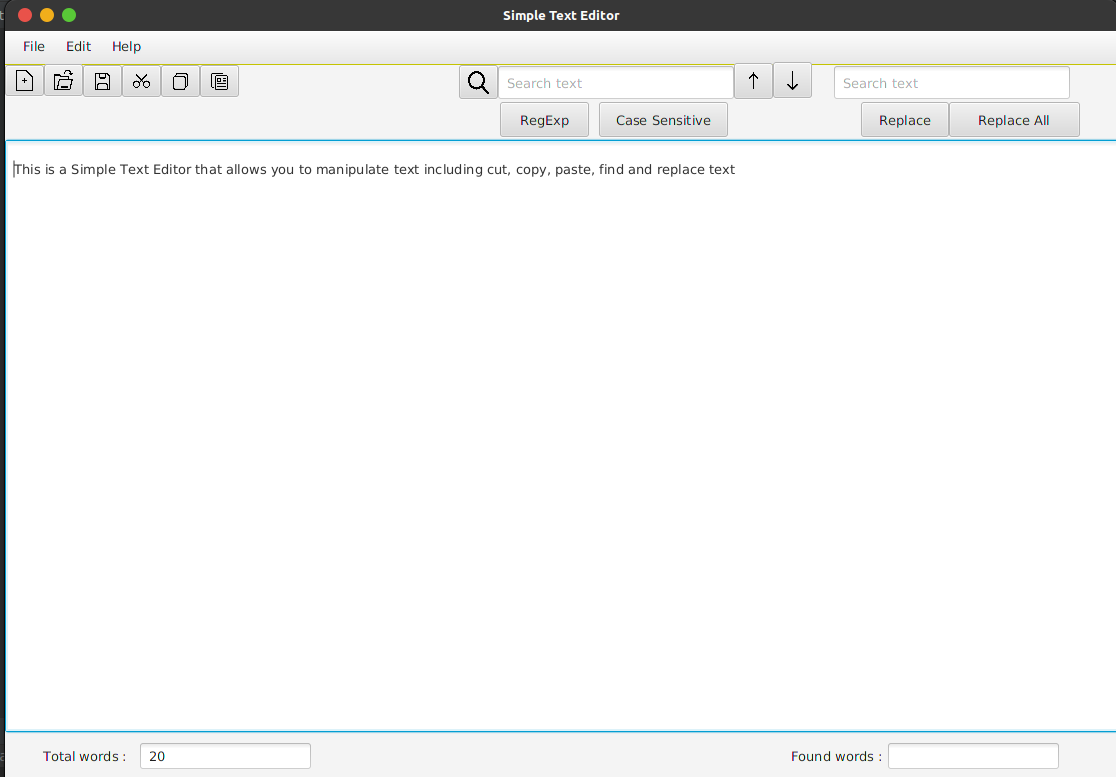 Simple Text Editor
File Edit Help
Search text Search text
RegExp Case Sensitive Replace Replace All
This is a Simple Text Editor that allows you to manipulate text including cut, copy, paste, find and replace text
Total words : 20 Found words :